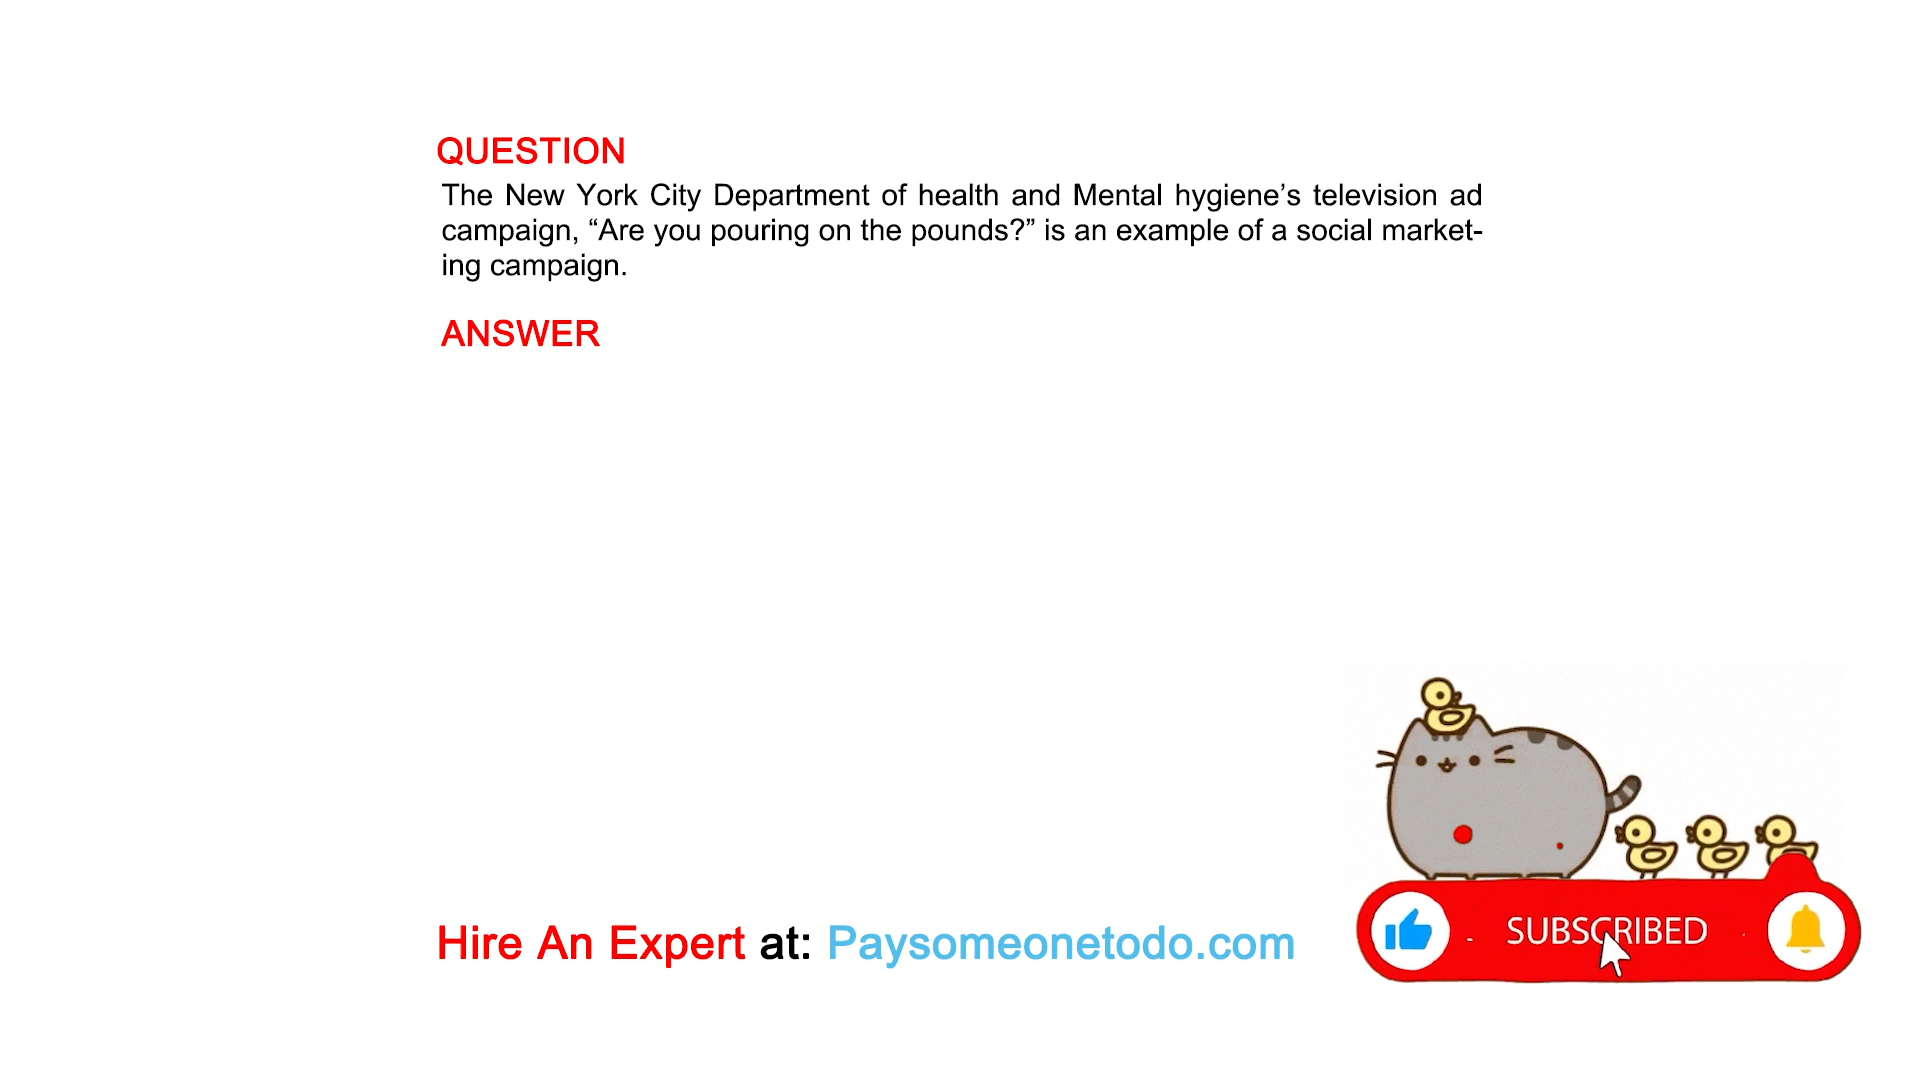 QUESTION
The New York City Department of health and Mental hygiene’s television ad
campaign, “Are you pouring on the pounds?” is an example of a social market-
ing campaign.
ANSWER
Hire An Expert at: Paysomeonetodo.com
SUBSCRIBED